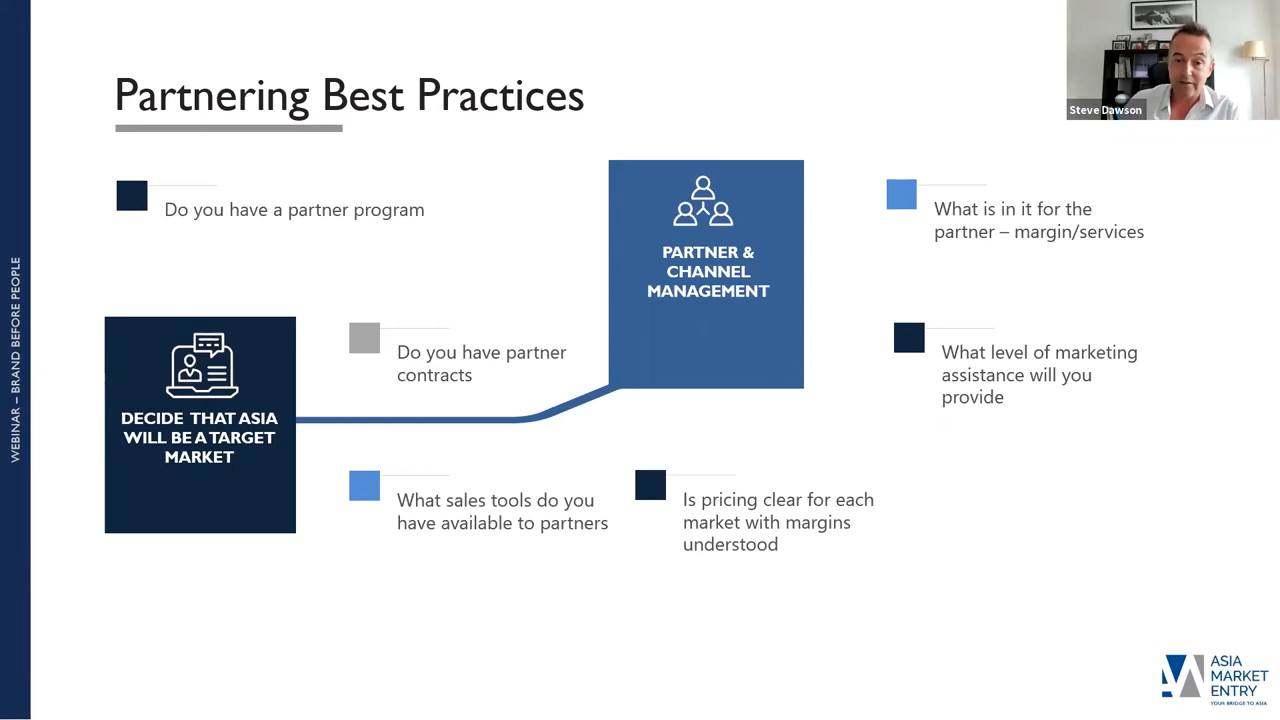 Partnering Best Practices
Steve Dawson
Do you have a partner program
PARTNER &
CHANNEL
MANAGEMENT
What is in it for the
partner – margin/services
WEBINAR – BRAND BEFORE PEOPLE
DECIDE THAT ASIA
WILL BE A TARGET
MARKET
Do you have partner
contracts
What level of marketing
assistance will you
provide
What sales tools do you
have available to partners
Is pricing clear for each
market with margins
understood
ASIA
MARKET
ENTRY
YOUR BRIDGE TO ASIA